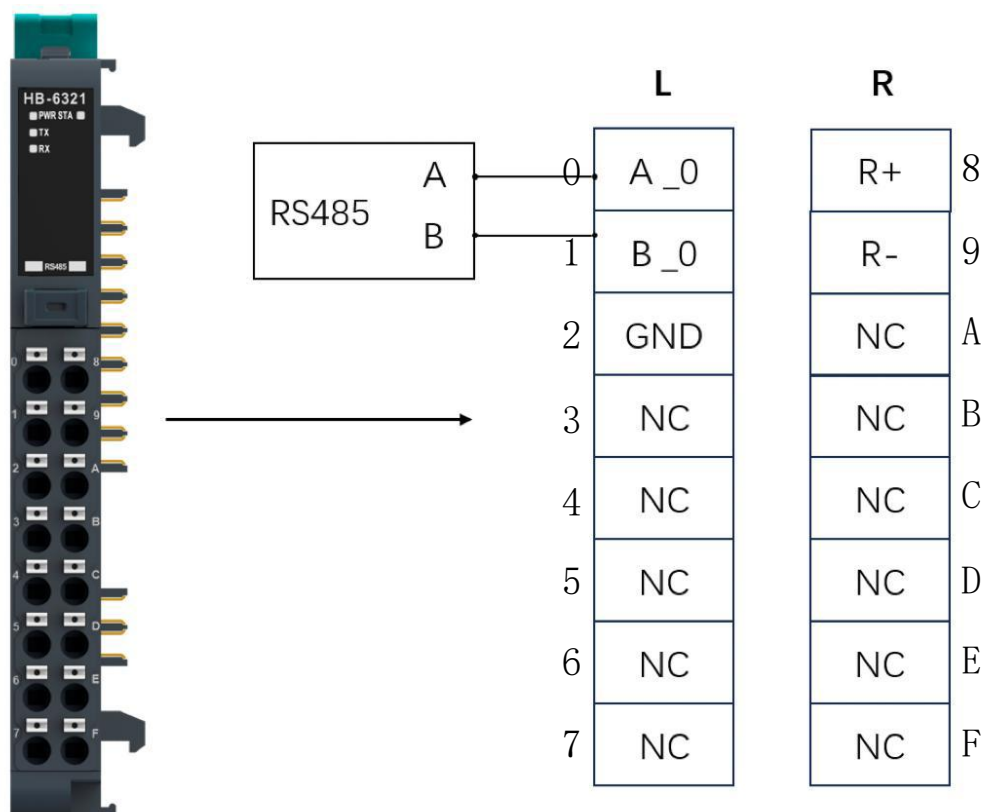 HB-6321
PWR STA
TX
RX
RS485
0 8
1 9
2 A
3 B
4 C
5 D
6 E
7 F
L R
RS485 A 0 A_0 R+ 8
B 1 B_0 R- 9
2 GND NC A
3 NC NC B
4 NC NC C
5 NC NC D
6 NC NC E
7 NC NC F